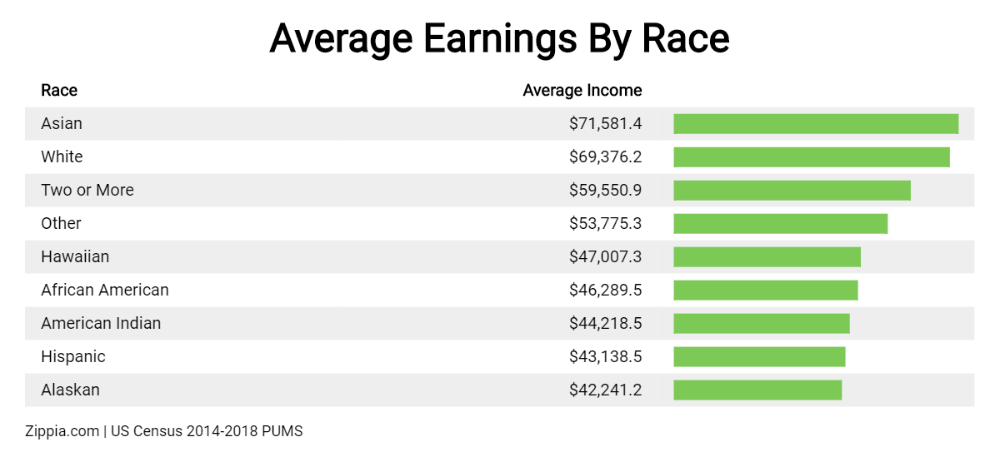 Average Earnings By Race
Race Average Income
Asian $71,581.4
White $69,376.2
Two or More $59,550.9
Other $53,775.3
Hawaiian $47,007.3
African American $46,289.5
American Indian $44,218.5
Hispanic $43,138.5
Alaskan $42,241.2
Zippia.com | US Census 2014-2018 PUMS